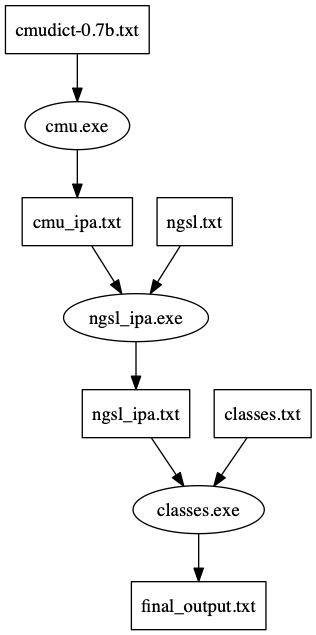 cmudict-0.7b.txt
cmu.exe
cmu_ipa.txt
ngsl.txt
ngsl_ipa.exe
ngsl_ipa.txt
classes.txt
classes.exe
final_output.txt